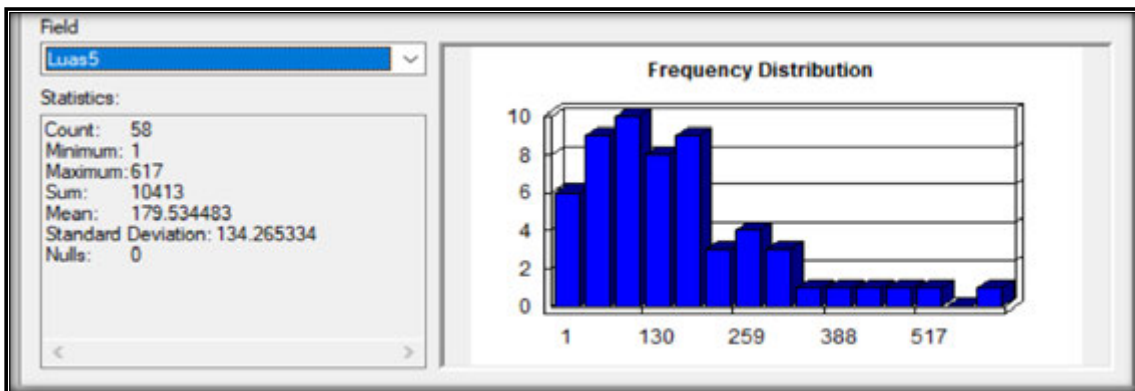 Field
Luas5
Statistics:
Count: 58
Minimum: 1
Maximum: 617
Sum: 10413
Mean: 179.534483
Standard Deviation: 134.265334
Nulls: 0
Frequency Distribution
10
8
6
4
2
0
1 130 259 388 517